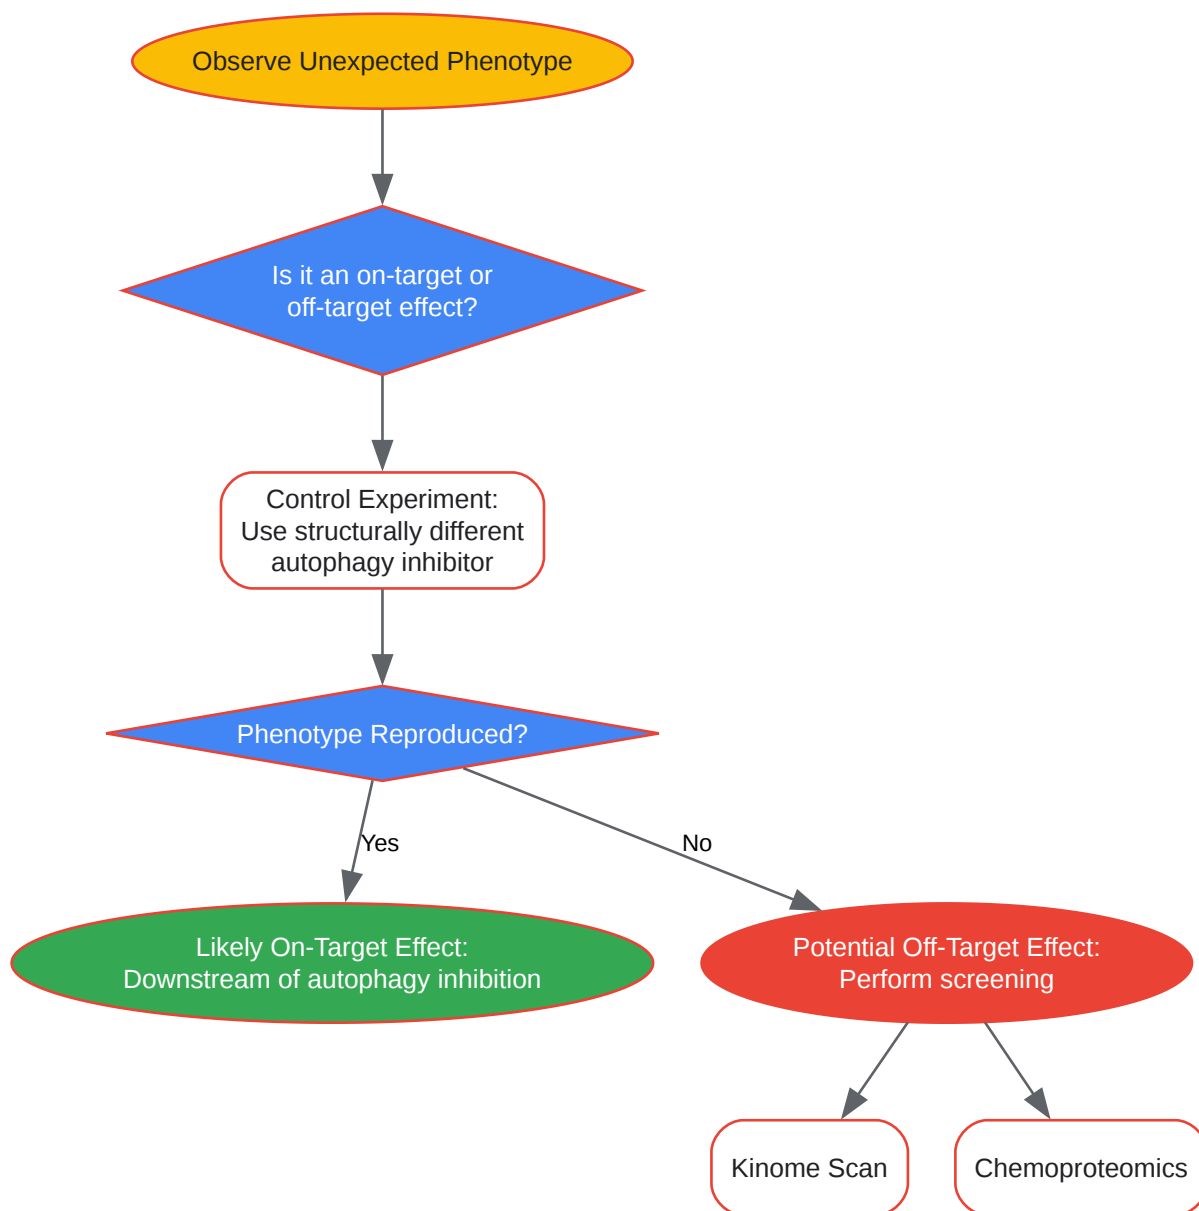 Observe Unexpected Phenotype
Is it an on-target or
off-target effect?
Control Experiment:
Use structurally different
autophagy inhibitor
Phenotype Reproduced?
Yes
No
Likely On-Target Effect:
Downstream of autophagy inhibition
Potential Off-Target Effect:
Perform screening
Kinome Scan
Chemoproteomics